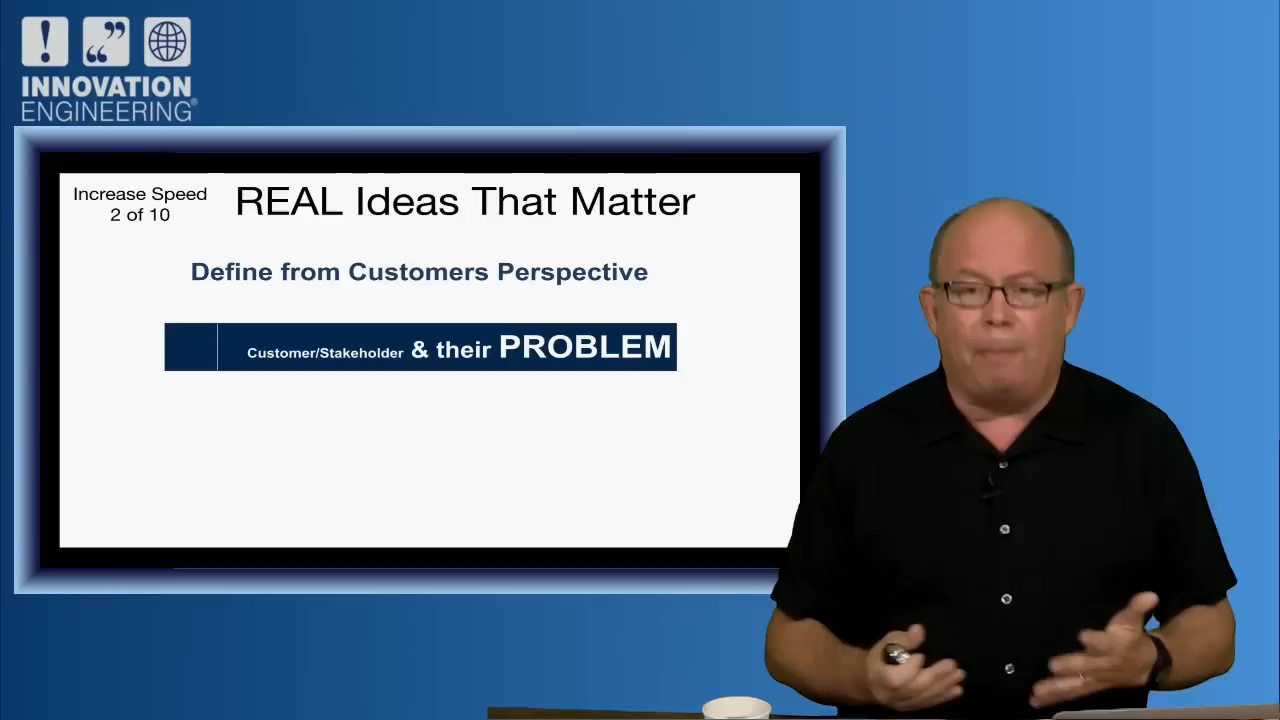 ! ,, ”
INNOVATION
ENGINEERING®
Increase Speed
2 of 10
REAL Ideas That Matter
Define from Customers Perspective
Customer/Stakeholder & their PROBLEM